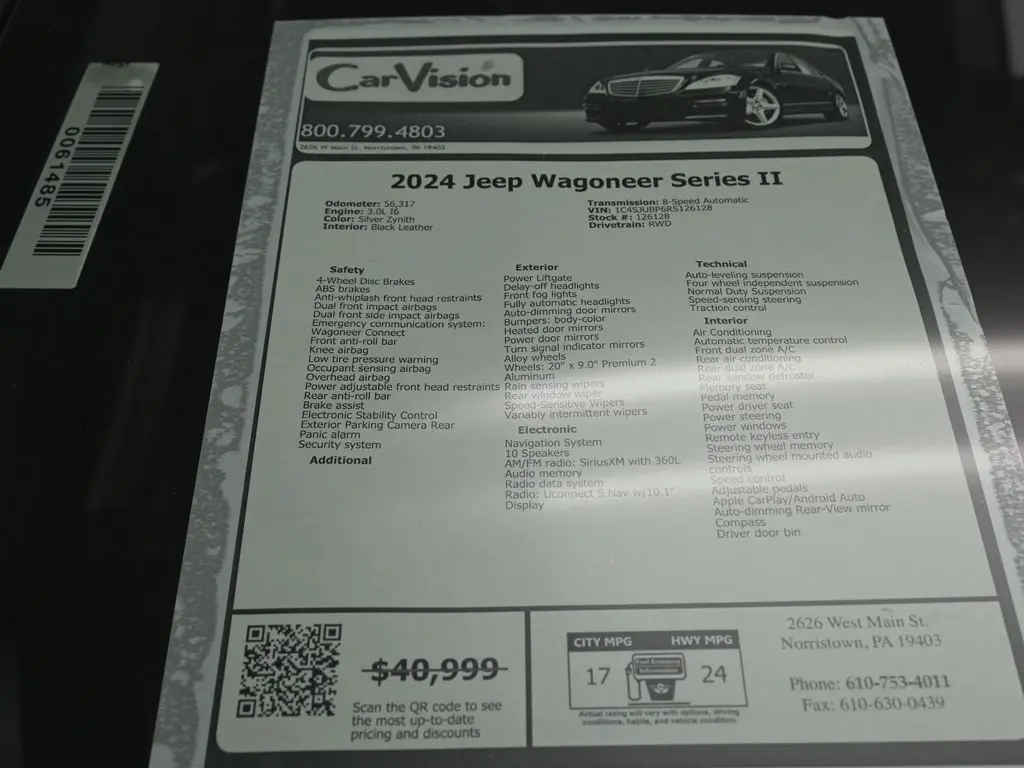 0061485
CarVision
800.799.4803
2626 W Main St, Norristown, PA 19403
2024 Jeep Wagoneer Series II
Odometer: 56,317
Engine: 3.0L I6
Color: Silver Zynith
Interior: Black Leather
Transmission: 8-Speed Automatic
VIN: 1C4SJUBP6RS126128
Stock #: 126128
Drivetrain: RWD
Safety
4-Wheel Disc Brakes
ABS brakes
Anti-whiplash front head restraints
Dual front impact airbags
Dual front side impact airbags
Emergency communication system:
Wagoneer Connect
Front anti-roll bar
Knee airbag
Low tire pressure warning
Occupant sensing airbag
Overhead airbag
Power adjustable front head restraints
Rear anti-roll bar
Brake assist
Electronic Stability Control
Exterior Parking Camera Rear
Panic alarm
Security system
Additional
Exterior
Power Liftgate
Delay-off headlights
Front fog lights
Fully automatic headlights
Auto-dimming door mirrors
Bumpers: body-color
Heated door mirrors
Power door mirrors
Turn signal indicator mirrors
Alloy wheels
Wheels: 20" x 9.0" Premium 2
Aluminum
Rain sensing wipers
Rear window wiper
Speed-Sensitive Wipers
Variably intermittent wipers
Electronic
Navigation System
10 Speakers
AM/FM radio: SiriusXM with 360L
Audio memory
Radio data system
Radio: Uconnect 5 Nav w/10.1"
Display
Technical
Auto-leveling suspension
Four wheel independent suspension
Normal Duty Suspension
Speed-sensing steering
Traction control
Interior
Air Conditioning
Automatic temperature control
Front dual zone A/C
Rear air conditioning
Rear dual zone A/C
Rear window defroster
Memory seat
Pedal memory
Power driver seat
Power steering
Power windows
Remote keyless entry
Steering wheel memory
Steering wheel mounted audio
controls
Speed control
Adjustable pedals
Apple CarPlay/Android Auto
Auto-dimming Rear-View mirror
Compass
Driver door bin
$40,999
Scan the QR code to see
the most up-to-date
pricing and discounts
CITY MPG
HWY MPG
17
Fuel Economy
Information
24
Actual rating will vary with options, driving
conditions, habits, and vehicle condition.
2626 West Main St.
Norristown, PA 19403
Phone: 610-753-4011
Fax: 610-630-0439